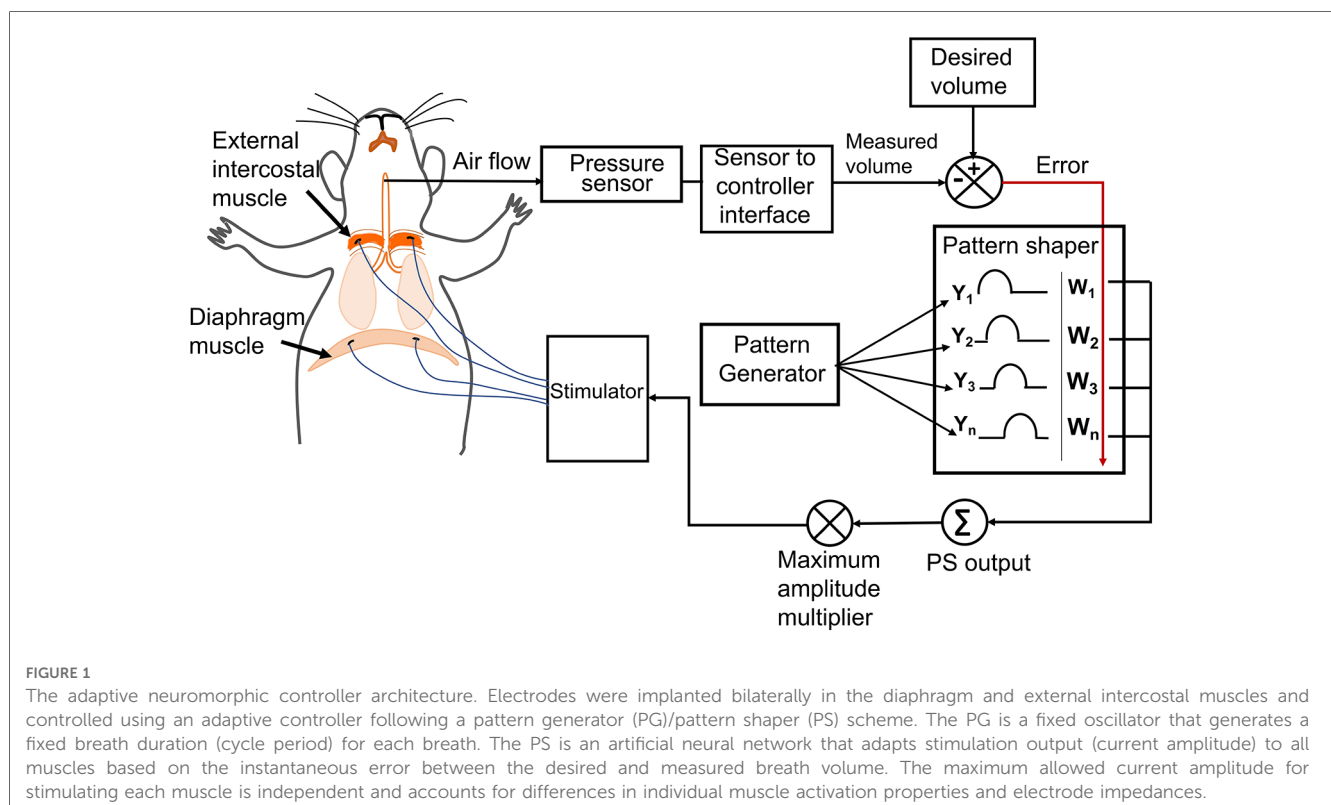 Desired
volume
External
intercostal
muscle
Air flow
Pressure
sensor
Sensor to
controller
interface
Measured
volume
+
-
Error
Pattern shaper
Y1
W1
Y2
W2
Y3
W3
Yn
Wn
Pattern
Generator
Diaphragm
muscle
Stimulator
Σ
Maximum
amplitude
multiplier
PS output
FIGURE 1
The adaptive neuromorphic controller architecture. Electrodes were implanted bilaterally in the diaphragm and external intercostal muscles and
controlled using an adaptive controller following a pattern generator (PG)/pattern shaper (PS) scheme. The PG is a fixed oscillator that generates a
fixed breath duration (cycle period) for each breath. The PS is an artificial neural network that adapts stimulation output (current amplitude) to all
muscles based on the instantaneous error between the desired and measured breath volume. The maximum allowed current amplitude for
stimulating each muscle is independent and accounts for differences in individual muscle activation properties and electrode impedances.